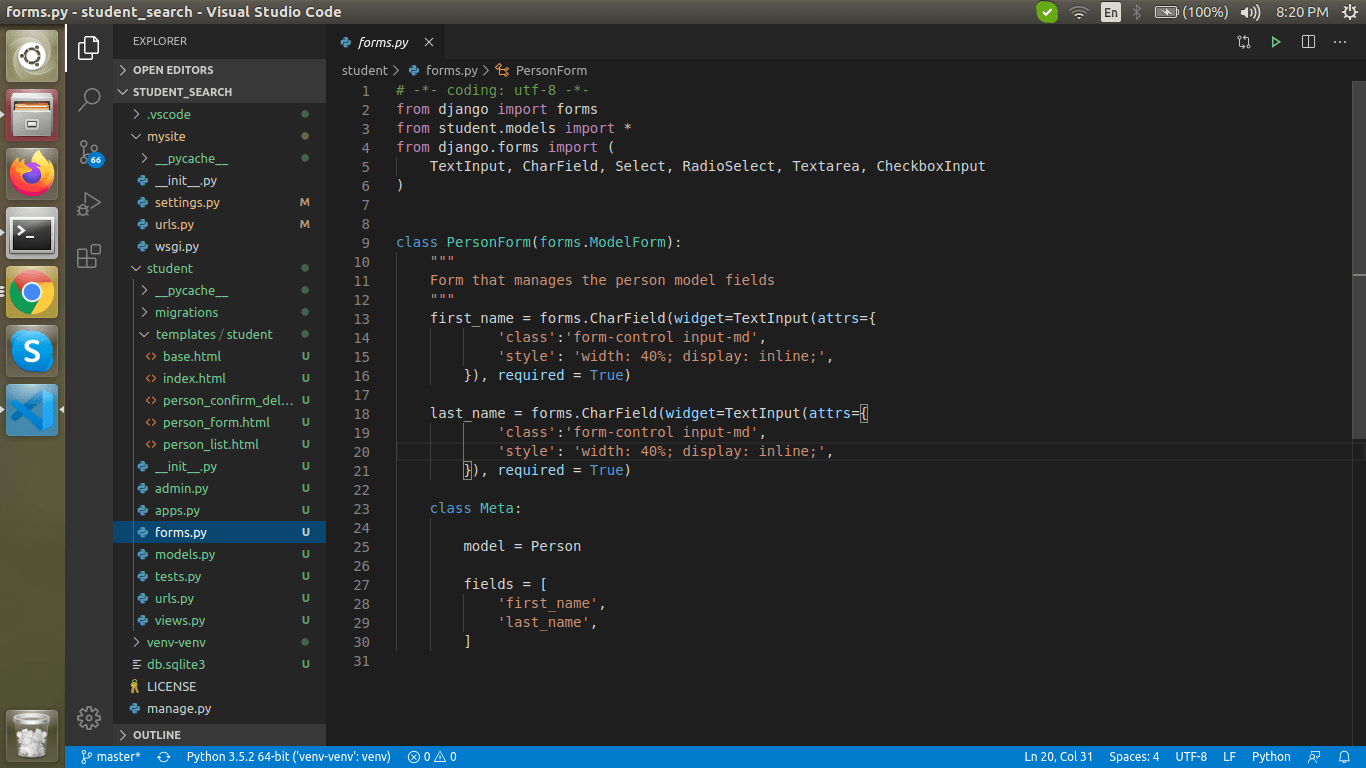 forms.py - student_search - Visual Studio Code
En
(100%)
8:20 PM
EXPLORER
OPEN EDITORS
STUDENT_SEARCH
.vscode
mysite
__pycache__
__init__.py
settings.py M
urls.py M
wsgi.py
student
__pycache__
migrations
templates / student
base.html U
index.html U
person_confirm_del... U
person_form.html U
person_list.html U
__init__.py U
admin.py U
apps.py U
forms.py U
models.py U
tests.py U
urls.py U
views.py U
venv-venv
db.sqlite3 U
LICENSE
manage.py
OUTLINE
66
forms.py
student > forms.py > PersonForm
1 # -*- coding: utf-8 -*-
2 from django import forms
3 from student.models import *
4 from django.forms import (
5 TextInput, CharField, Select, RadioSelect, Textarea, CheckboxInput
6 )
7
8
9 class PersonForm(forms.ModelForm):
10 """
11 Form that manages the person model fields
12 """
13 first_name = forms.CharField(widget=TextInput(attrs={
14 'class':'form-control input-md',
15 'style': 'width: 40%; display: inline;',
16 }), required = True)
17
18 last_name = forms.CharField(widget=TextInput(attrs={
19 'class':'form-control input-md',
20 'style': 'width: 40%; display: inline;',
21 }), required = True)
22
23 class Meta:
24
25 model = Person
26
27 fields = [
28 'first_name',
29 'last_name',
30 ]
31
master* Python 3.5.2 64-bit ('venv-venv': venv) 0 0 Ln 20, Col 31 Spaces: 4 UTF-8 LF Python